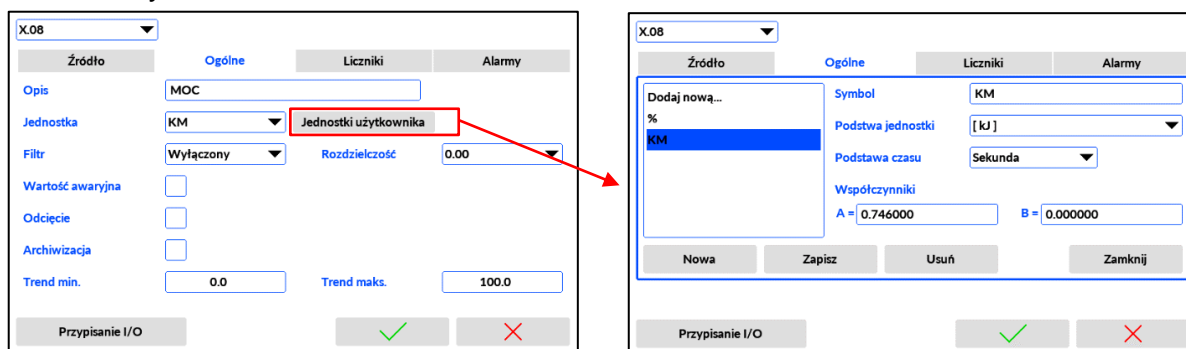 X.08
Źródło Ogólne Liczniki Alarmy
Opis MOC
Jednostka KM Jednostki użytkownika
Filtr Wyłączony Rozdzielczość 0.00
Wartość awaryjna
Odcięcie
Archiwizacja
Trend min. 0.0 Trend maks. 100.0
Przypisanie I/O
X.08
Źródło Ogólne Liczniki Alarmy
Dodaj nową...
%
KM
Symbol KM
Podstwa jednostki [ kJ ]
Podstawa czasu Sekunda
Współczynniki
A = 0.746000 B = 0.000000
Nowa Zapisz Usuń Zamknij
Przypisanie I/O